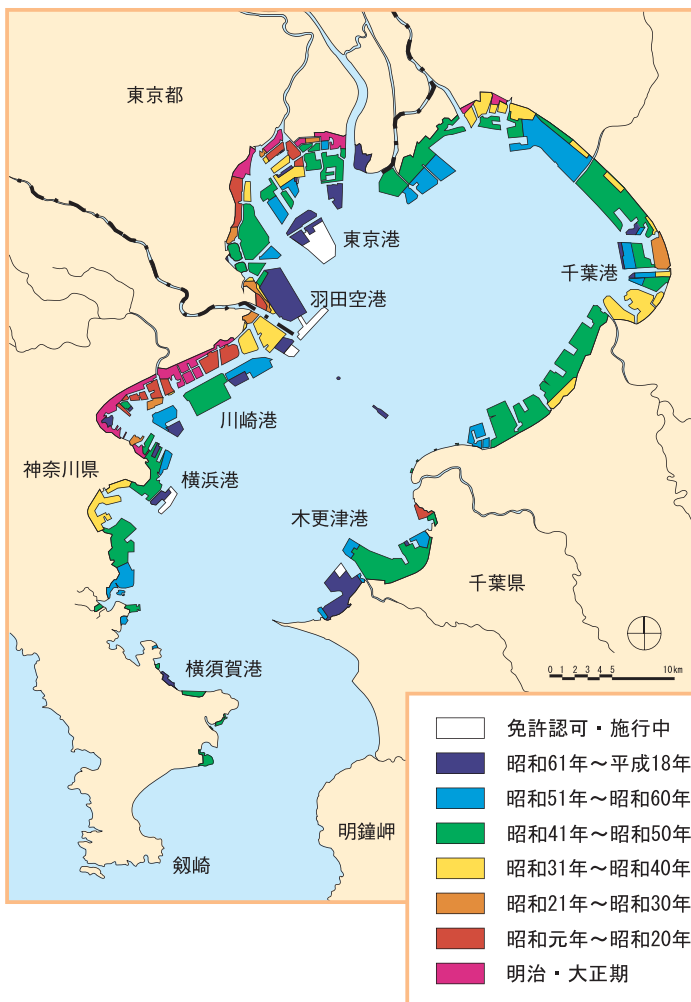 東京都
東京港
千葉港
羽田空港
川崎港
神奈川県
横浜港
木更津港
千葉県
横須賀港
0 1 2 3 4 5 10km
明鐘岬
剱崎
免許認可・施行中
昭和61年～平成18年
昭和51年～昭和60年
昭和41年～昭和50年
昭和31年～昭和40年
昭和21年～昭和30年
昭和元年～昭和20年
明治・大正期